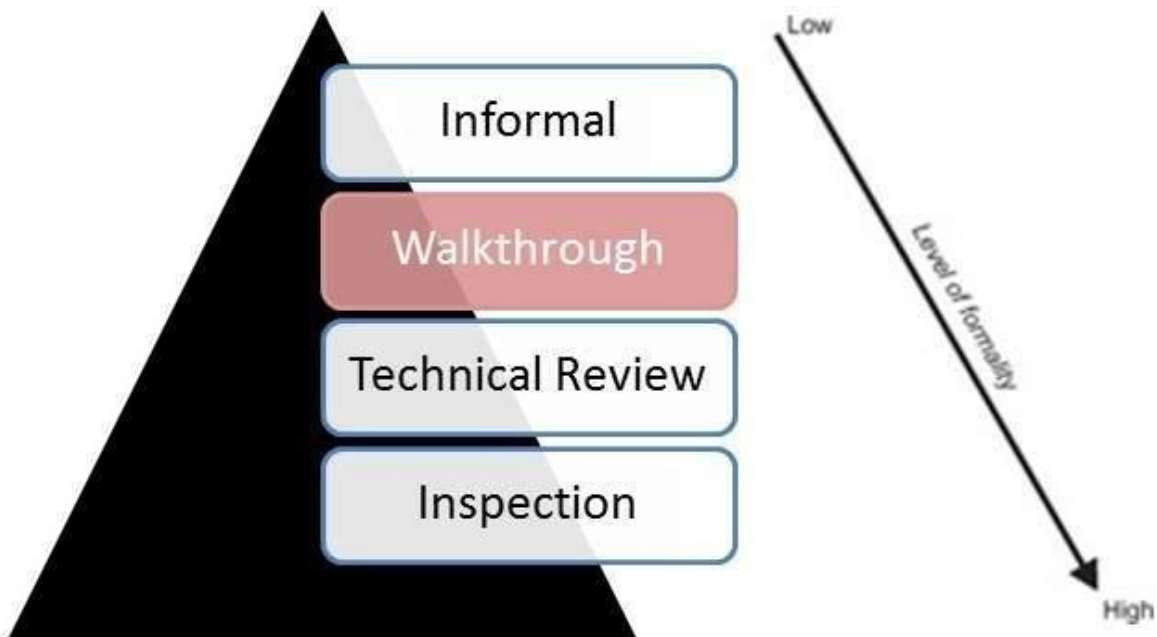 Low
Informal
Walkthrough
Level of formality
Technical Review
Inspection
High